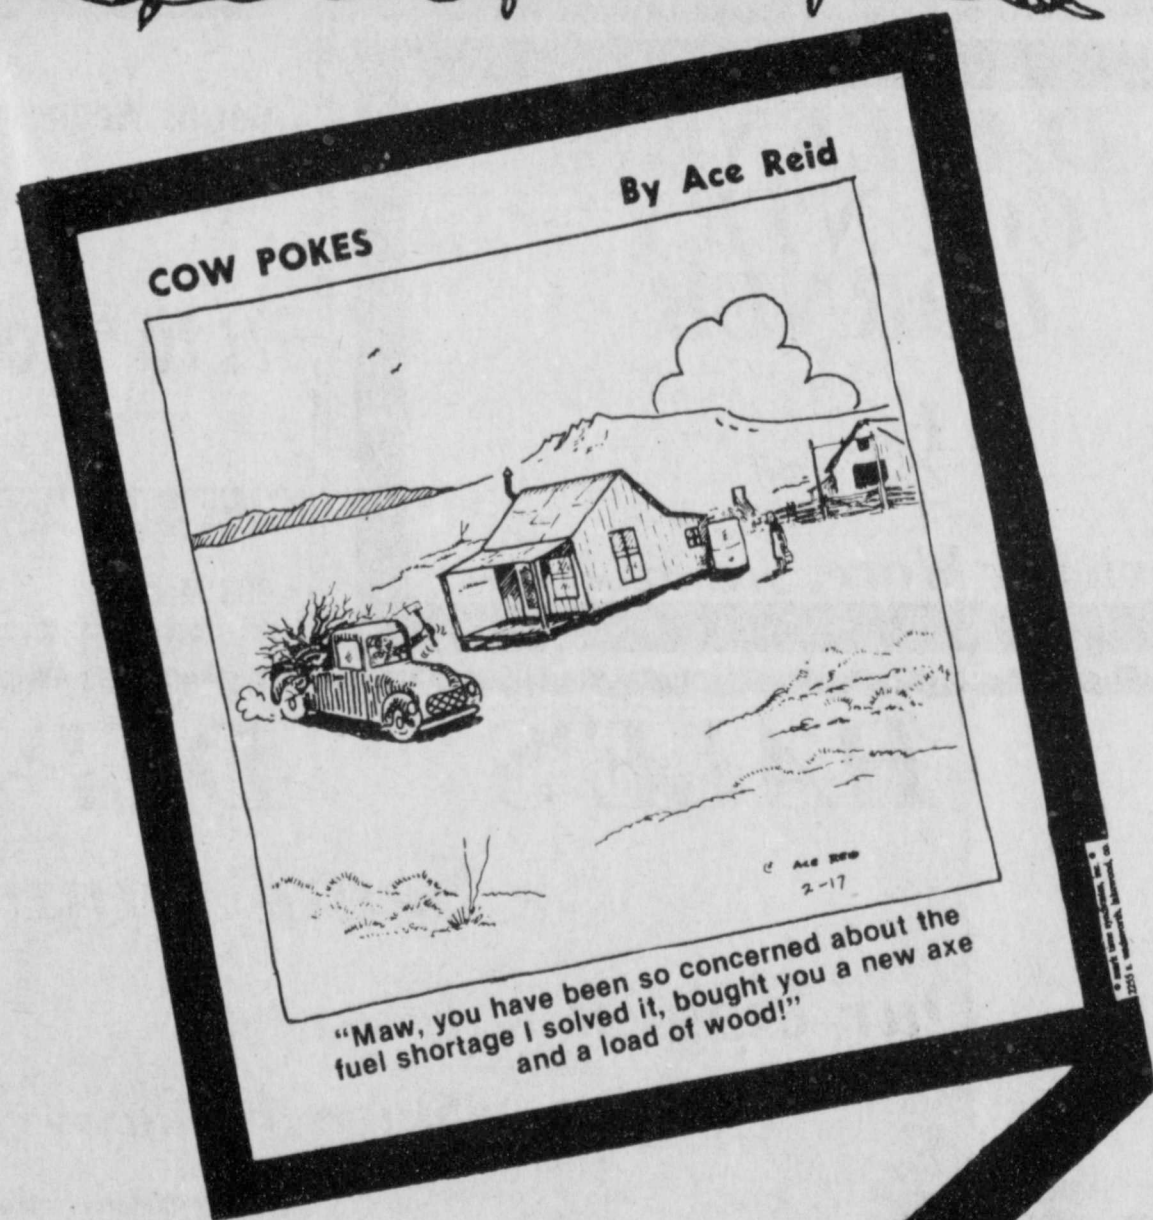 COW POKES
By Ace Reid
© ACE REID
2-17
“Maw, you have been so concerned about the
fuel shortage I solved it, bought you a new axe
and a load of wood!”